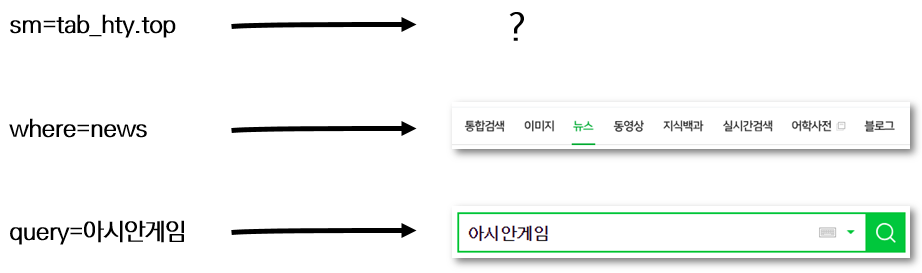 sm=tab_hty.top
?
where=news
통합검색 이미지 뉴스 동영상 지식백과 실시간검색 어학사전 블로그
query=아시안게임
아시안게임